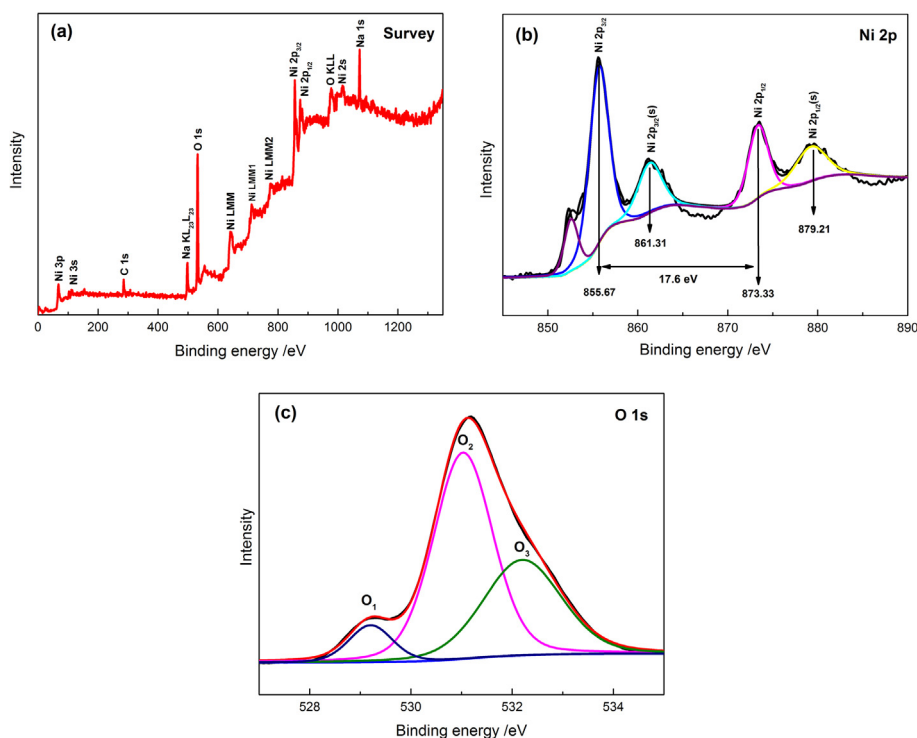 (a)
Survey
Intensity
Ni 3p
Ni 3s
C 1s
Na KL₂₃L₂₃
O 1s
Ni LMM
Ni LMM1
Ni LMM2
Ni 2p₃/₂
Ni 2p₁/₂
O KLL
Ni 2s
Na 1s
0 200 400 600 800 1000 1200
Binding energy /eV
(b)
Ni 2p
Intensity
Ni 2p₃/₂
Ni 2p₃/₂(s)
Ni 2p₁/₂
Ni 2p₁/₂(s)
861.31
879.21
17.6 eV
855.67
873.33
850 860 870 880 890
Binding energy /eV
(c)
O 1s
Intensity
O₁
O₂
O₃
528 530 532 534
Binding energy /eV